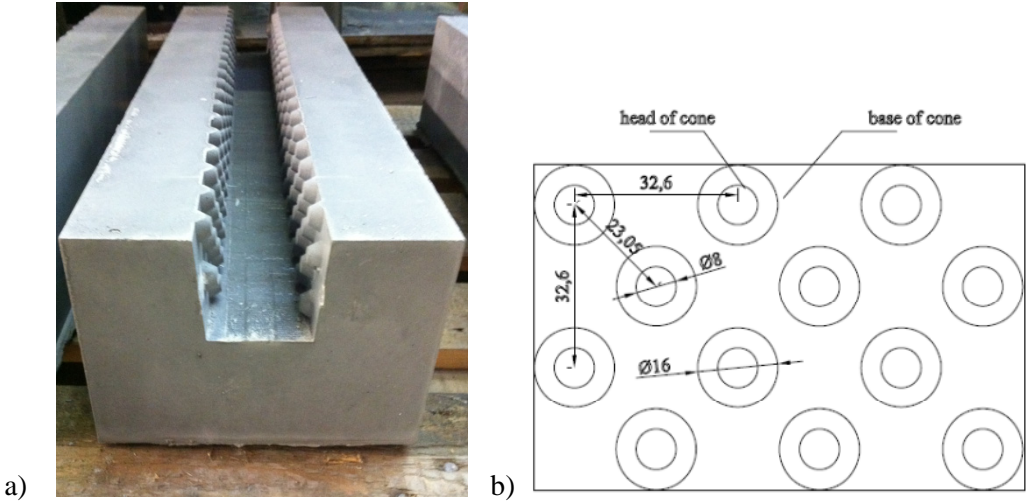 head of cone
base of cone
32,6
23,05
Ø8
32,6
Ø16
a)
b)